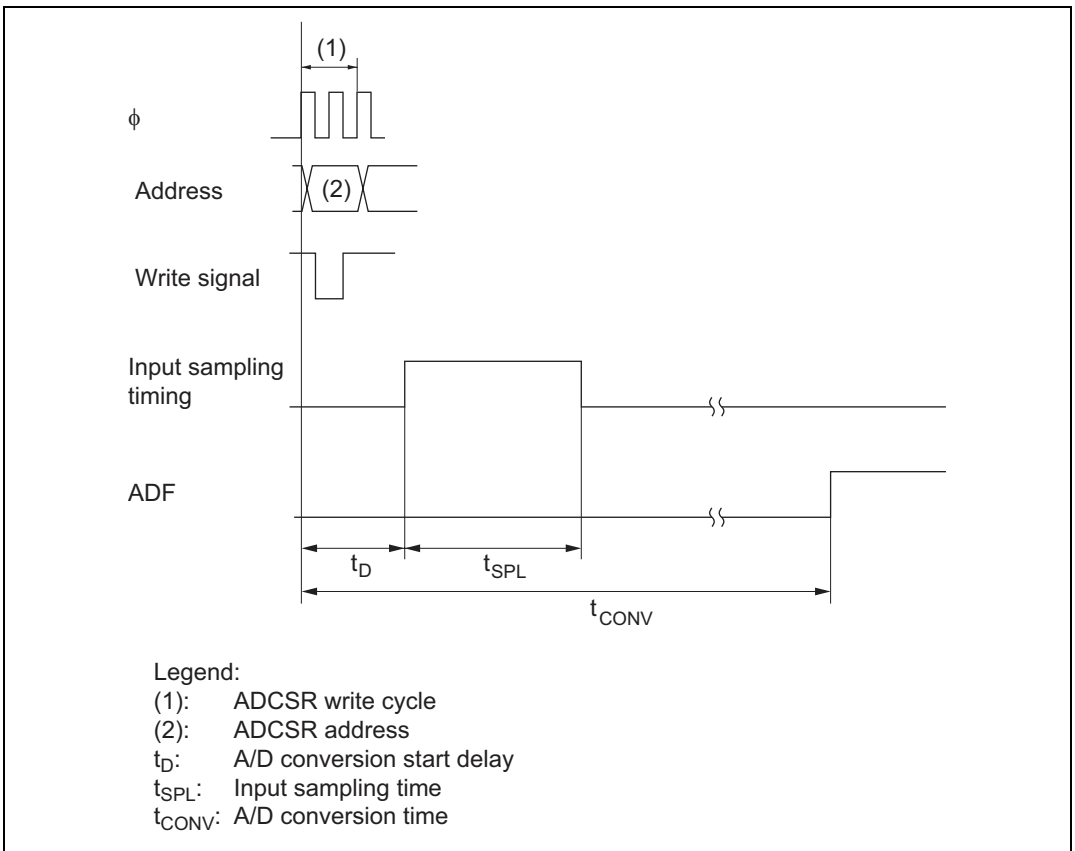 (1)
ϕ
Address
(2)
Write signal
Input sampling
timing
ADF
tD
tSPL
tCONV
Legend:
(1): ADCSR write cycle
(2): ADCSR address
tD: A/D conversion start delay
tSPL: Input sampling time
tCONV: A/D conversion time